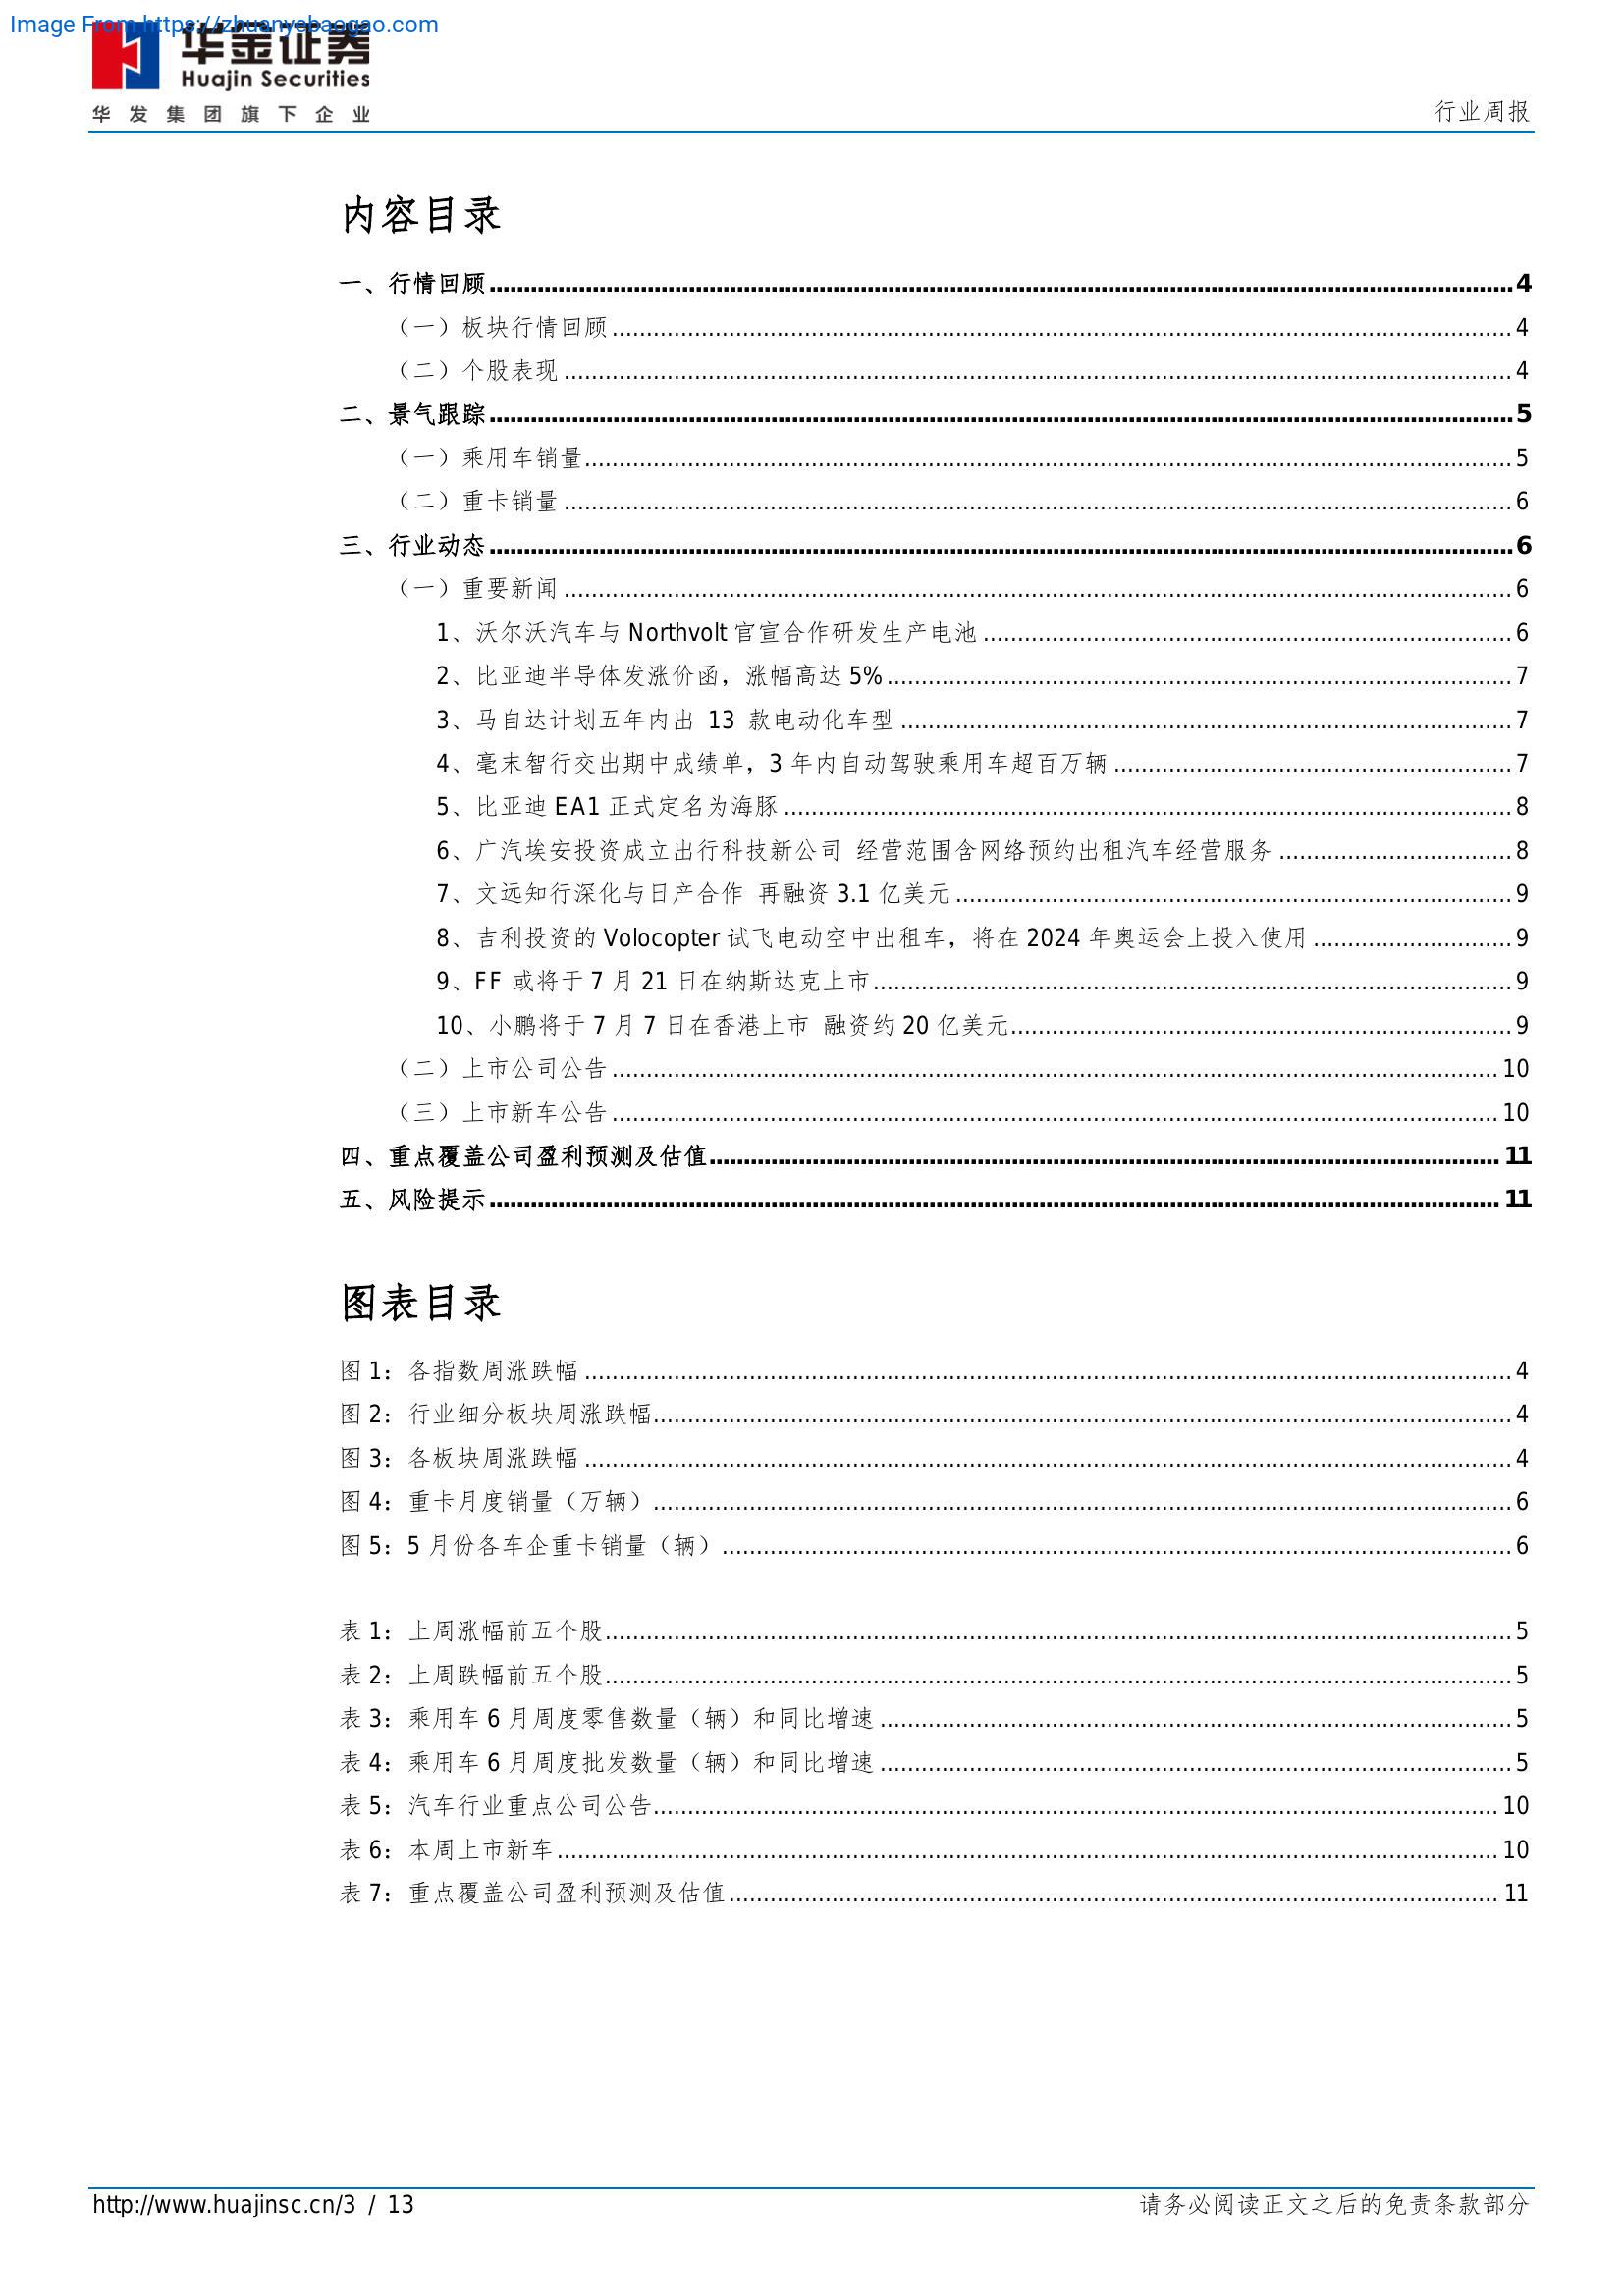 Image From https://zhuanyebaogao.com
华金证券
Huajin Securities
华发集团旗下企业
行业周报
内容目录
一、行情回顾 4
（一）板块行情回顾 4
（二）个股表现 4
二、景气跟踪 5
（一）乘用车销量 5
（二）重卡销量 6
三、行业动态 6
（一）重要新闻 6
1、沃尔沃汽车与 Northvolt 官宣合作研发生产电池 6
2、比亚迪半导体发涨价函，涨幅高达 5% 7
3、马自达计划五年内出 13 款电动化车型 7
4、毫末智行交出期中成绩单，3 年内自动驾驶乘用车超百万辆 7
5、比亚迪 EA1 正式定名为海豚 8
6、广汽埃安投资成立出行科技新公司 经营范围含网络预约出租汽车经营服务 8
7、文远知行深化与日产合作 再融资 3.1 亿美元 9
8、吉利投资的 Volocopter 试飞电动空中出租车，将在 2024 年奥运会上投入使用 9
9、FF 或将于 7 月 21 日在纳斯达克上市 9
10、小鹏将于 7 月 7 日在香港上市 融资约 20 亿美元 9
（二）上市公司公告 10
（三）上市新车公告 10
四、重点覆盖公司盈利预测及估值 11
五、风险提示 11
图表目录
图 1：各指数周涨跌幅 4
图 2：行业细分板块周涨跌幅 4
图 3：各板块周涨跌幅 4
图 4：重卡月度销量（万辆） 6
图 5：5 月份各车企重卡销量（辆） 6
表 1：上周涨幅前五个股 5
表 2：上周跌幅前五个股 5
表 3：乘用车 6 月周度零售数量（辆）和同比增速 5
表 4：乘用车 6 月周度批发数量（辆）和同比增速 5
表 5：汽车行业重点公司公告 10
表 6：本周上市新车 10
表 7：重点覆盖公司盈利预测及估值 11
http://www.huajinsc.cn/3 / 13
请务必阅读正文之后的免责条款部分